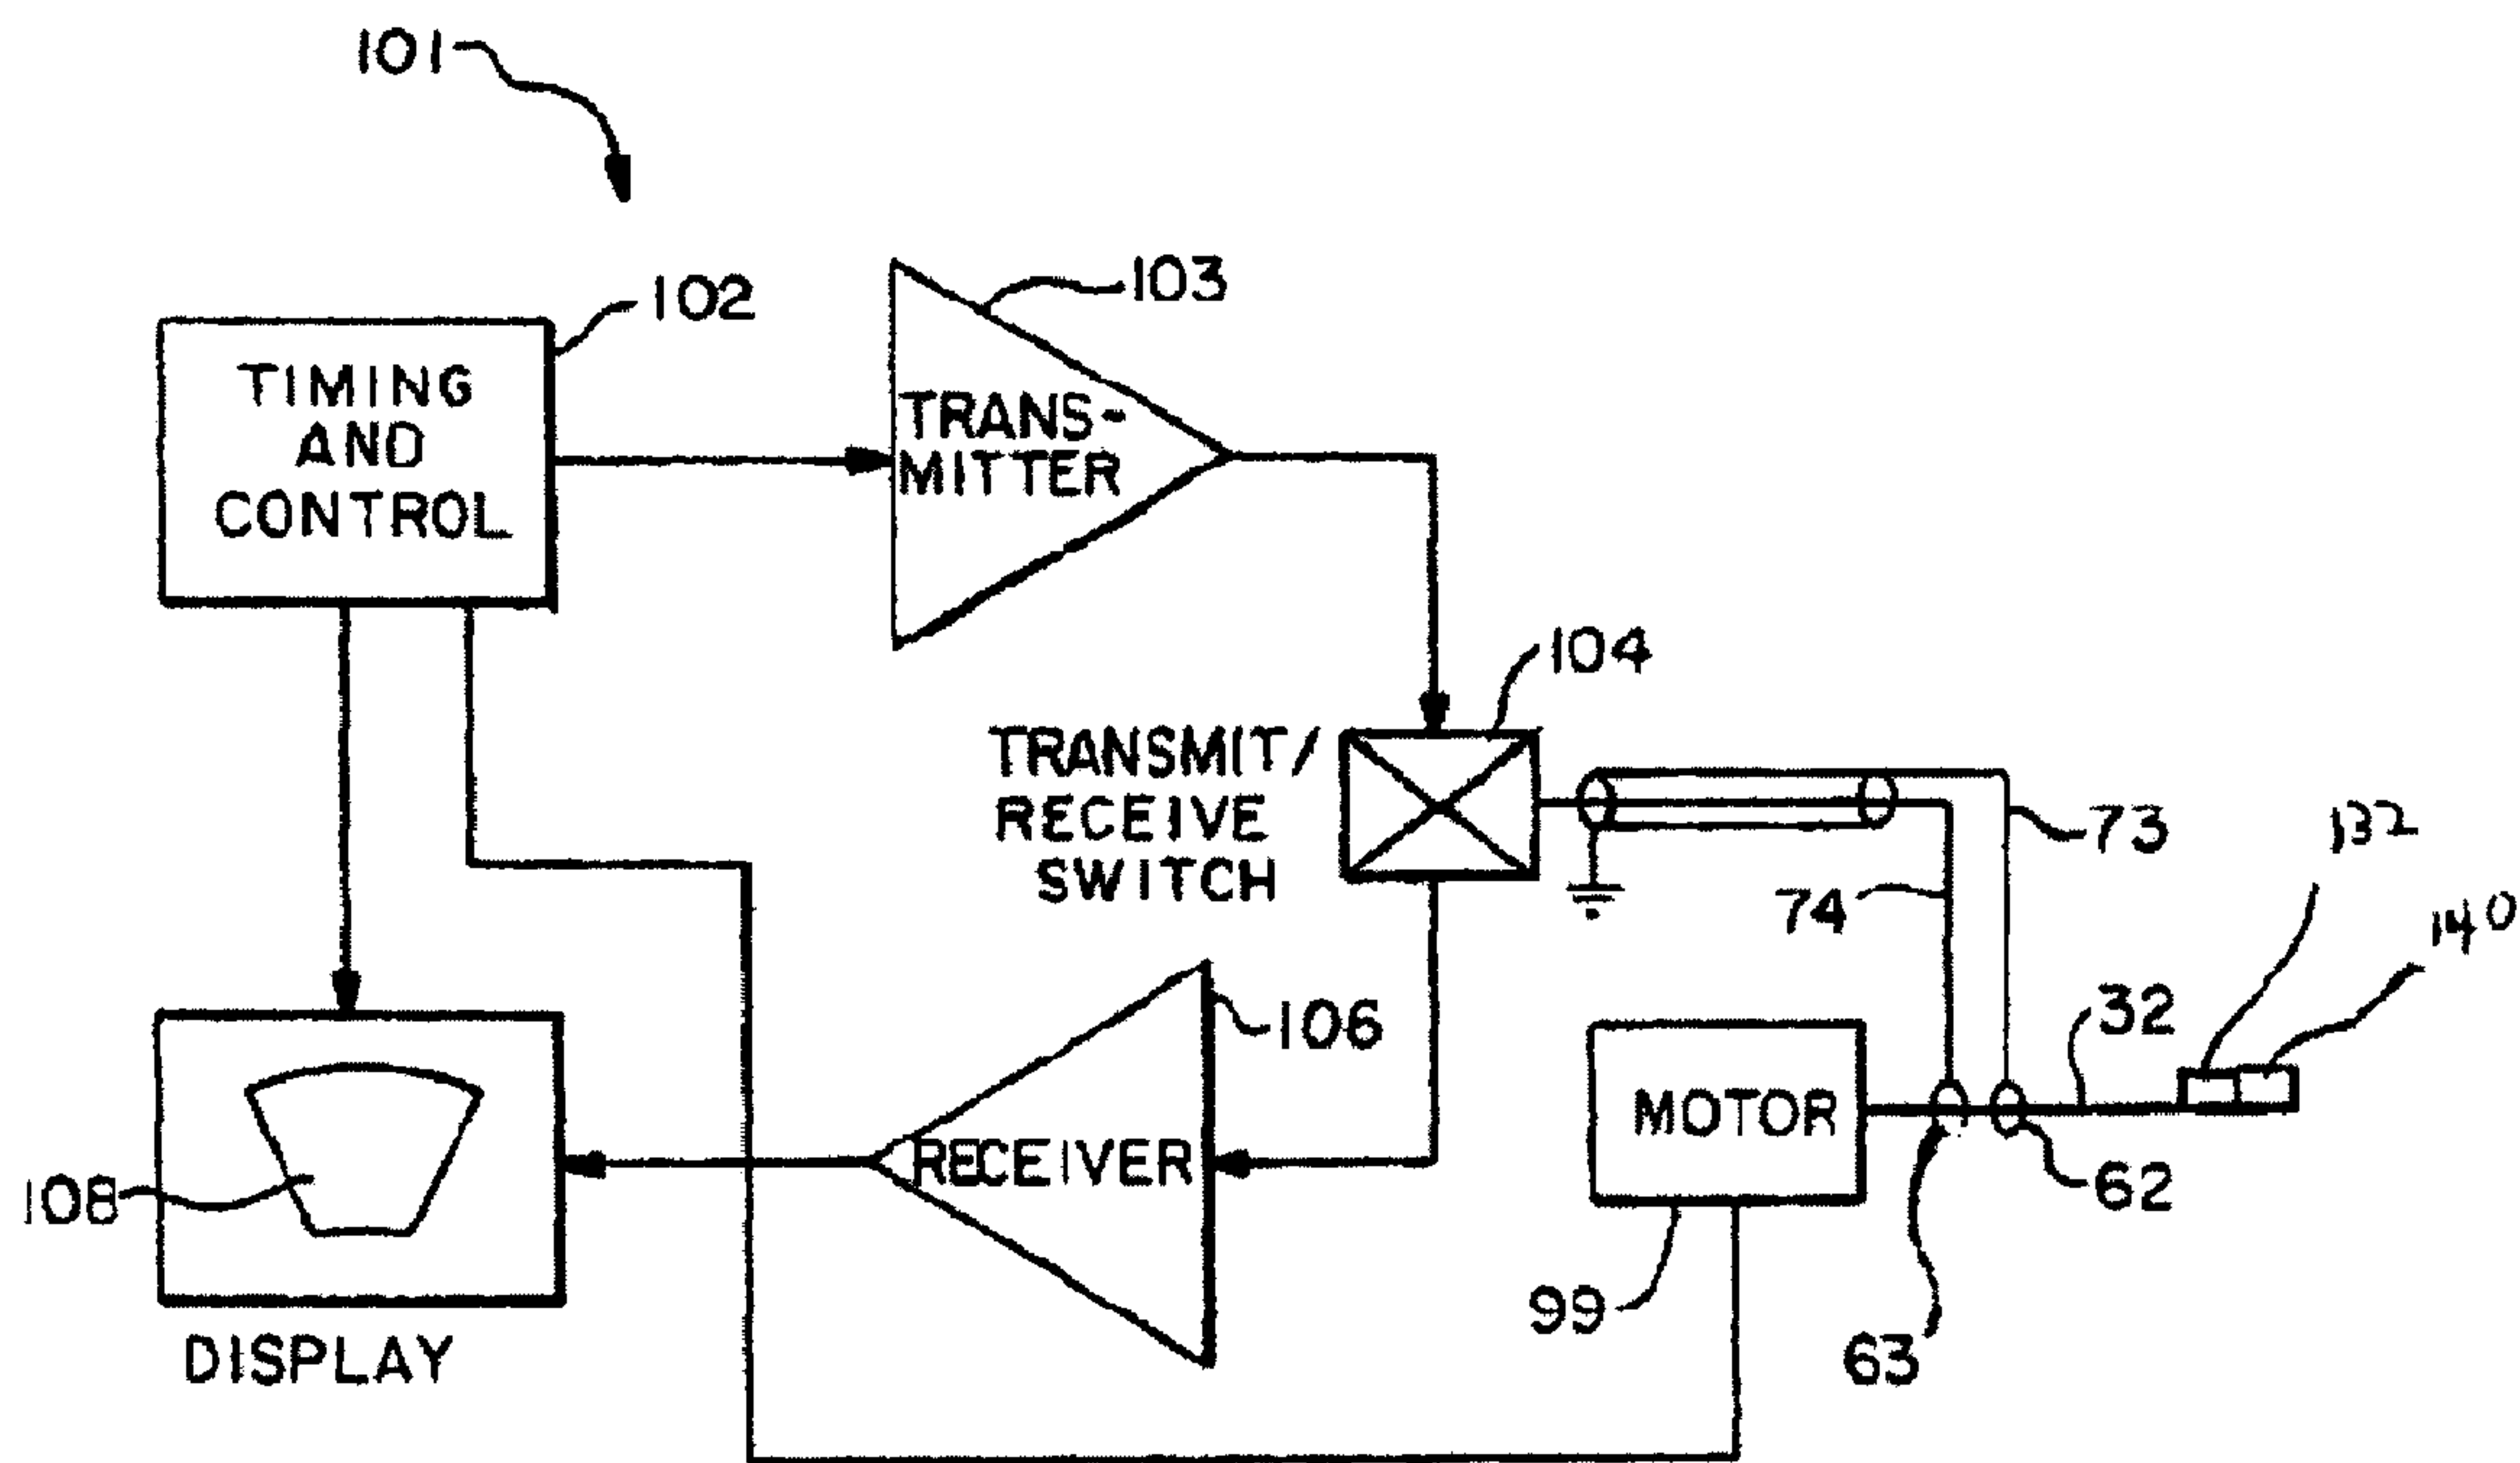 101
102
103
TIMING
AND
CONTROL
TRANS-
MITTER
104
TRANSMIT/
RECEIVE
SWITCH
73
74
132
140
32
106
MOTOR
RECEIVER
62
108
99
63
DISPLAY